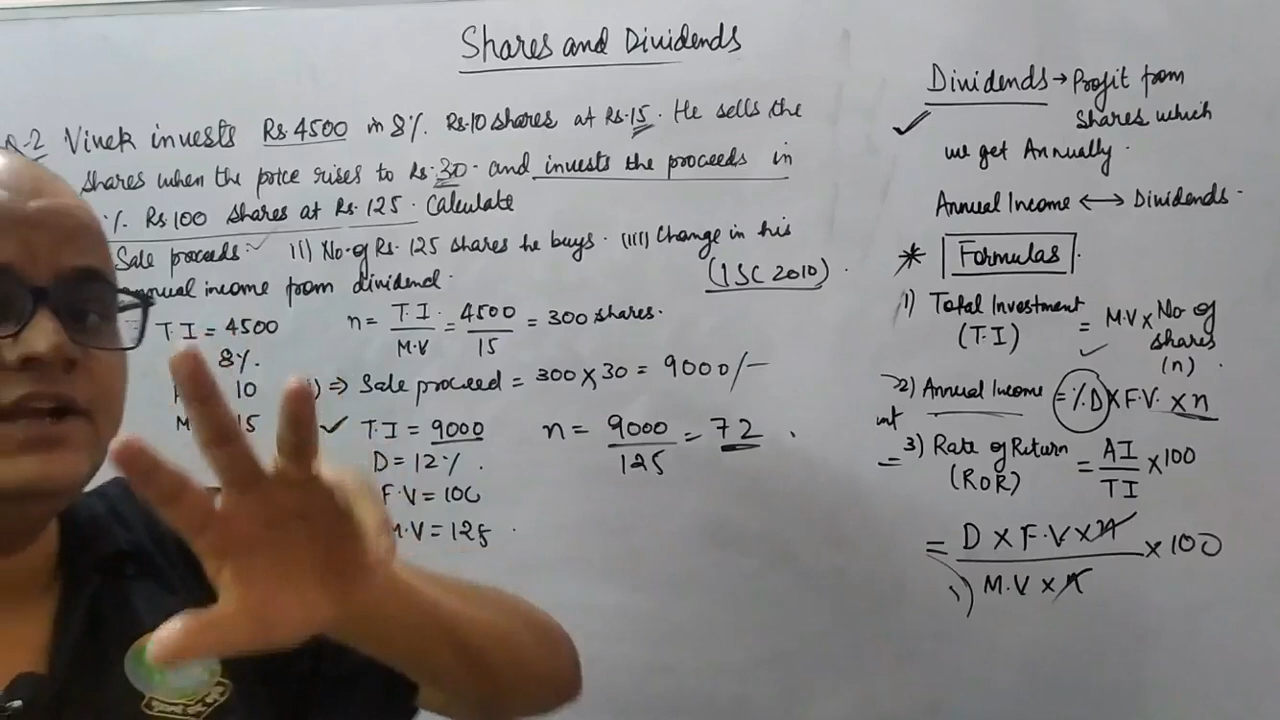 Shares and Dividends
Q-2 Vivek invests Rs. 4500 in 8%. Rs.10 shares at Rs.15. He sells the
shares when the price rises to Rs.30. and invests the proceeds in
%. Rs 100 shares at Rs. 125. Calculate
Sale proceeds. ii) No. of Rs. 125 shares he buys. (iii) Change in his
annual income from dividend. (ISC 2010).
T.I = 4500
8%.
10
M 15
n = T.I. / M.V = 4500 / 15 = 300 shares.
i) ⇒ Sale proceed = 300 × 30 = 9000/-
✓ T.I = 9000
D = 12%.
F.V = 100
M.V = 125.
n = 9000 / 125 = 72.
Dividends → Profit from
✓ shares which
we get Annually.
Annual Income ↔ Dividends.
* Formulas
1) Total Investment (T.I) = M.V × No of shares (n).
2) Annual Income = %D × F.V. × n
3) Rate of Return (ROR) = AI / TI × 100
= D × F.V × n / M.V × n × 100